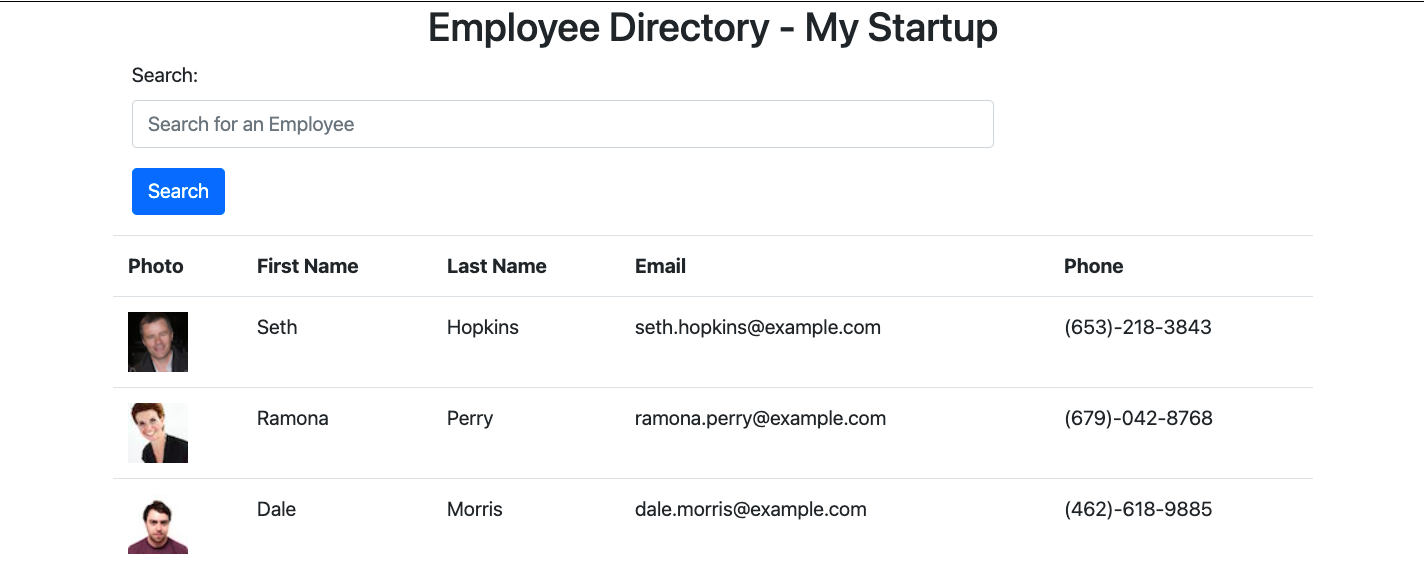 Employee Directory - My Startup
Search:
Search for an Employee
Search
Photo First Name Last Name Email Phone
Seth Hopkins seth.hopkins@example.com (653)-218-3843
Ramona Perry ramona.perry@example.com (679)-042-8768
Dale Morris dale.morris@example.com (462)-618-9885